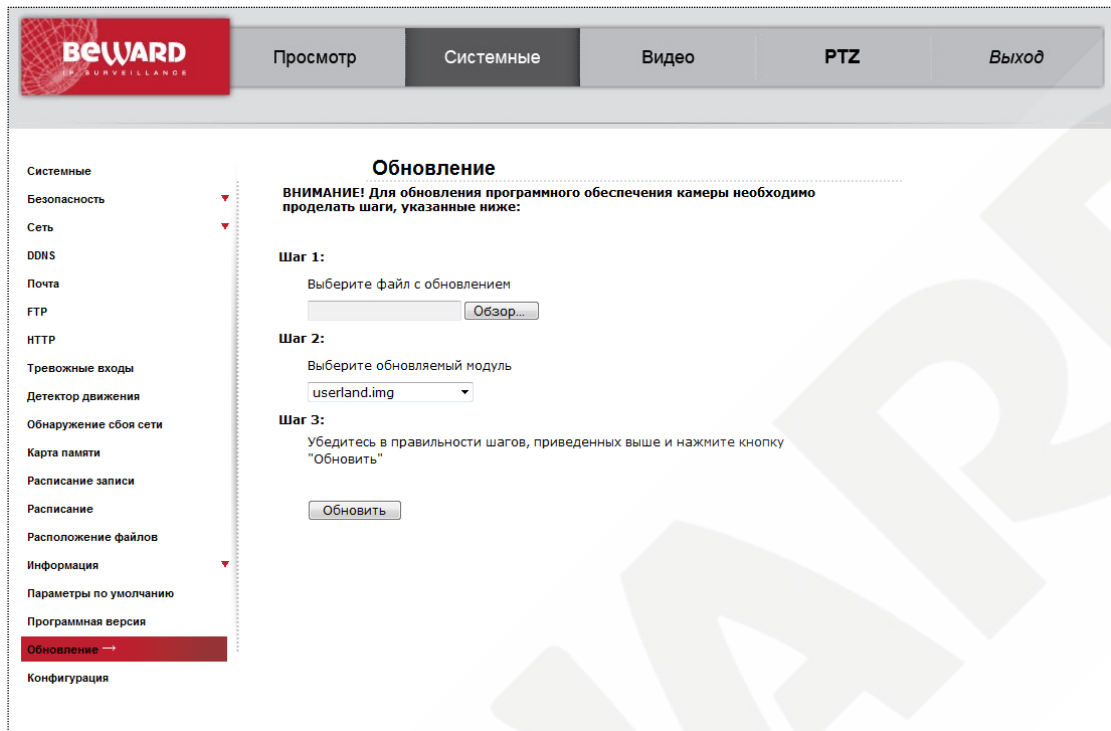 BEWARD
IP SURVEILLANCE
Просмотр
Системные
Видео
PTZ
Выход
Системные
Безопасность
Сеть
DDNS
Почта
FTP
HTTP
Тревожные входы
Детектор движения
Обнаружение сбоя сети
Карта памяти
Расписание записи
Расписание
Расположение файлов
Информация
Параметры по умолчанию
Программная версия
Обновление →
Конфигурация
Обновление
ВНИМАНИЕ! Для обновления программного обеспечения камеры необходимо
проделать шаги, указанные ниже:
Шаг 1:
Выберите файл с обновлением
Обзор...
Шаг 2:
Выберите обновляемый модуль
userland.img
Шаг 3:
Убедитесь в правильности шагов, приведенных выше и нажмите кнопку
"Обновить"
Обновить